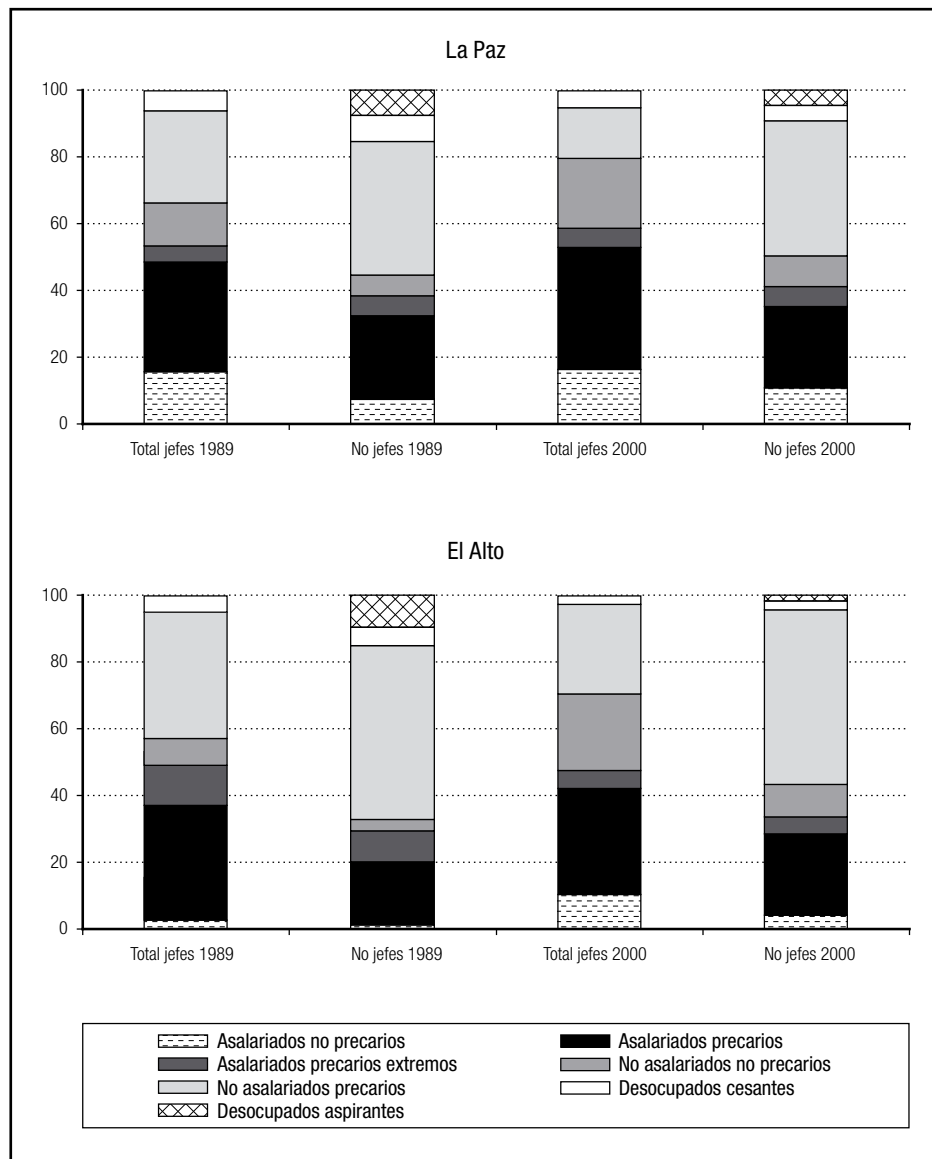 La Paz
100
80
60
40
20
0
Total jefes 1989 No jefes 1989 Total jefes 2000 No jefes 2000
El Alto
100
80
60
40
20
0
Total jefes 1989 No jefes 1989 Total jefes 2000 No jefes 2000
Asalariados no precarios Asalariados precarios
Asalariados precarios extremos No asalariados no precarios
No asalariados precarios Desocupados cesantes
Desocupados aspirantes